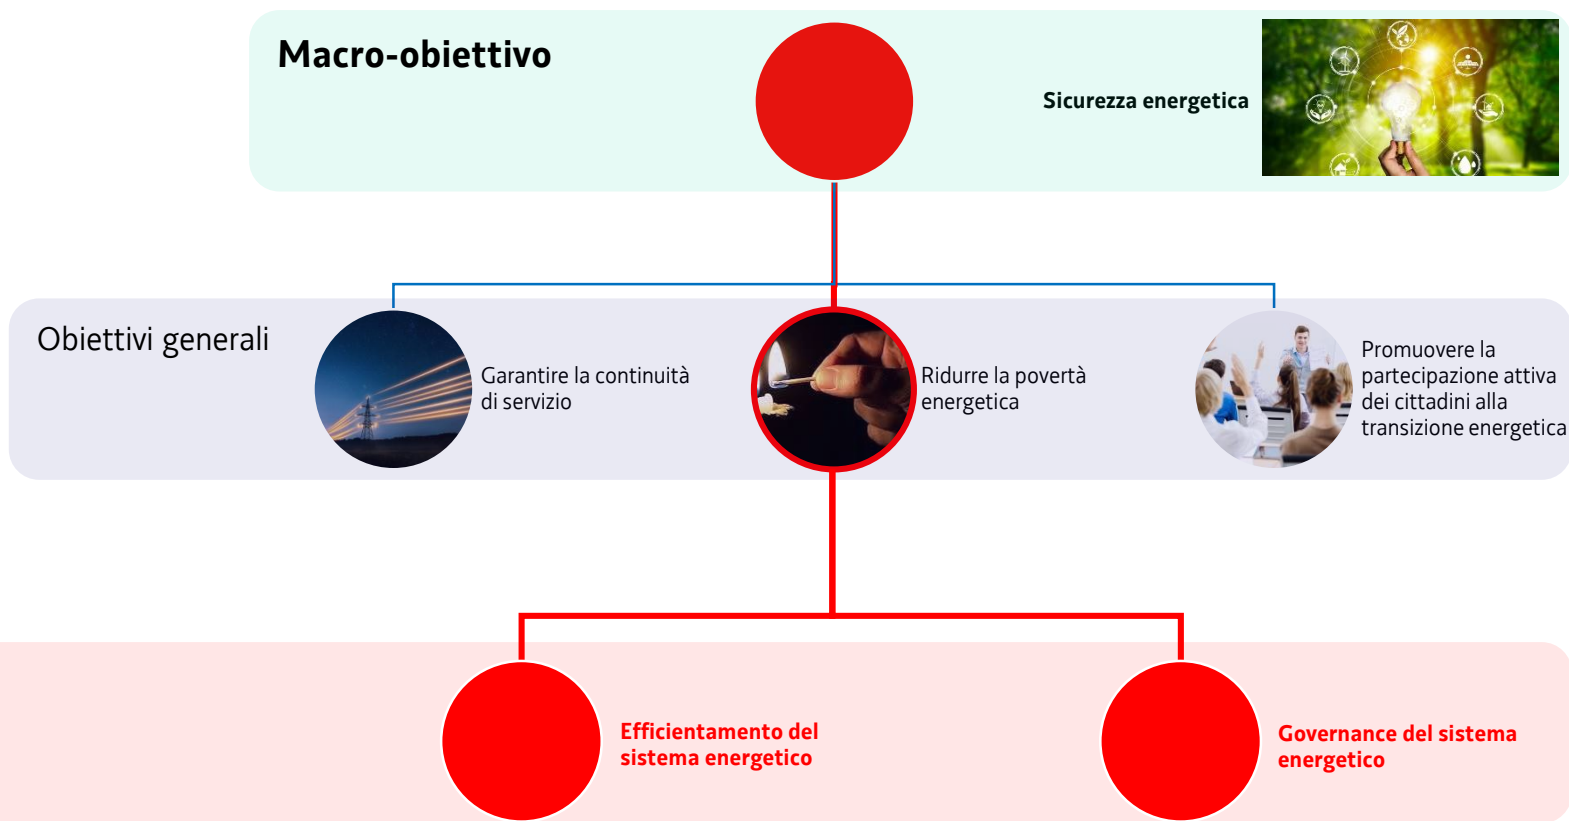 Macro-obiettivo
Sicurezza energetica
Obiettivi generali
Garantire la continuità
di servizio
Ridurre la povertà
energetica
Promuovere la
partecipazione attiva
dei cittadini alla
transizione energetica
Efficientamento del
sistema energetico
Governance del sistema
energetico